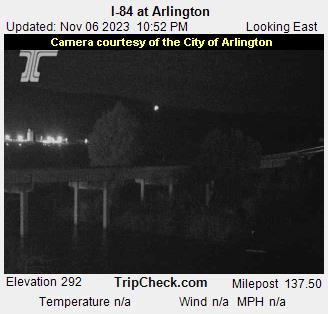 I-84 at Arlington
Updated: Nov 06 2023 10:52 PM Looking East
Camera courtesy of the City of Arlington
Elevation 292 TripCheck.com Milepost 137.50
Temperature n/a Wind n/a MPH n/a